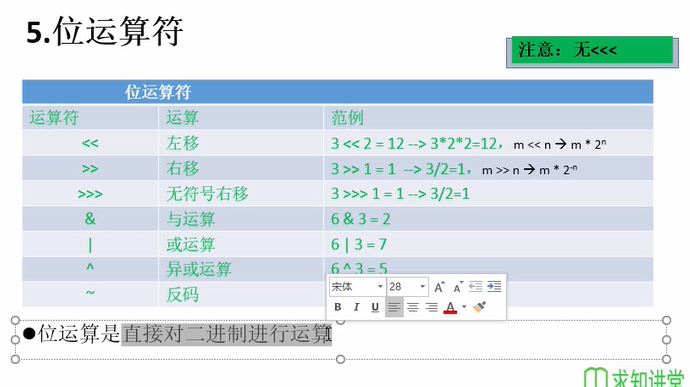 5.位运算符
注意：无<<<
位运算符
运算符 运算 范例
<< 左移 3 << 2 = 12 --> 3*2*2=12， m << n → m * 2ⁿ
>> 右移 3 >> 1 = 1 --> 3/2=1， m >> n → m * 2⁻ⁿ
>>> 无符号右移 3 >>> 1 = 1 --> 3/2=1
& 与运算 6 & 3 = 2
| 或运算 6 | 3 = 7
^ 异或运算 6 ^ 3 = 5
~ 反码
宋体 28 A A
B I U A
●位运算是直接对二进制进行运算
求知讲堂